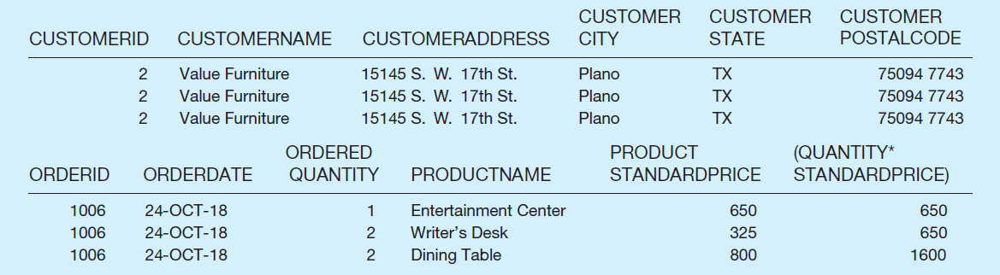 CUSTOMER CUSTOMER CUSTOMER
CUSTOMERID CUSTOMERNAME CUSTOMERADDRESS CITY STATE POSTALCODE
2 Value Furniture 15145 S. W. 17th St. Plano TX 75094 7743
2 Value Furniture 15145 S. W. 17th St. Plano TX 75094 7743
2 Value Furniture 15145 S. W. 17th St. Plano TX 75094 7743
ORDERED PRODUCT (QUANTITY*
ORDERID ORDERDATE QUANTITY PRODUCTNAME STANDARDPRICE STANDARDPRICE)
1006 24-OCT-18 1 Entertainment Center 650 650
1006 24-OCT-18 2 Writer’s Desk 325 650
1006 24-OCT-18 2 Dining Table 800 1600